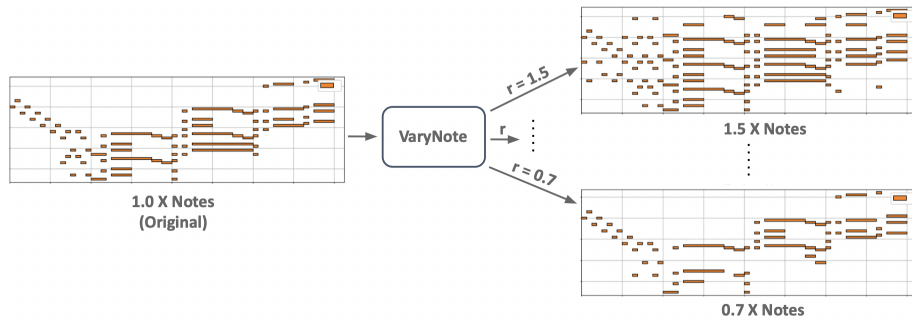 1.0 X Notes
(Original)
VaryNote
r = 1.5
r
r = 0.7
1.5 X Notes
0.7 X Notes